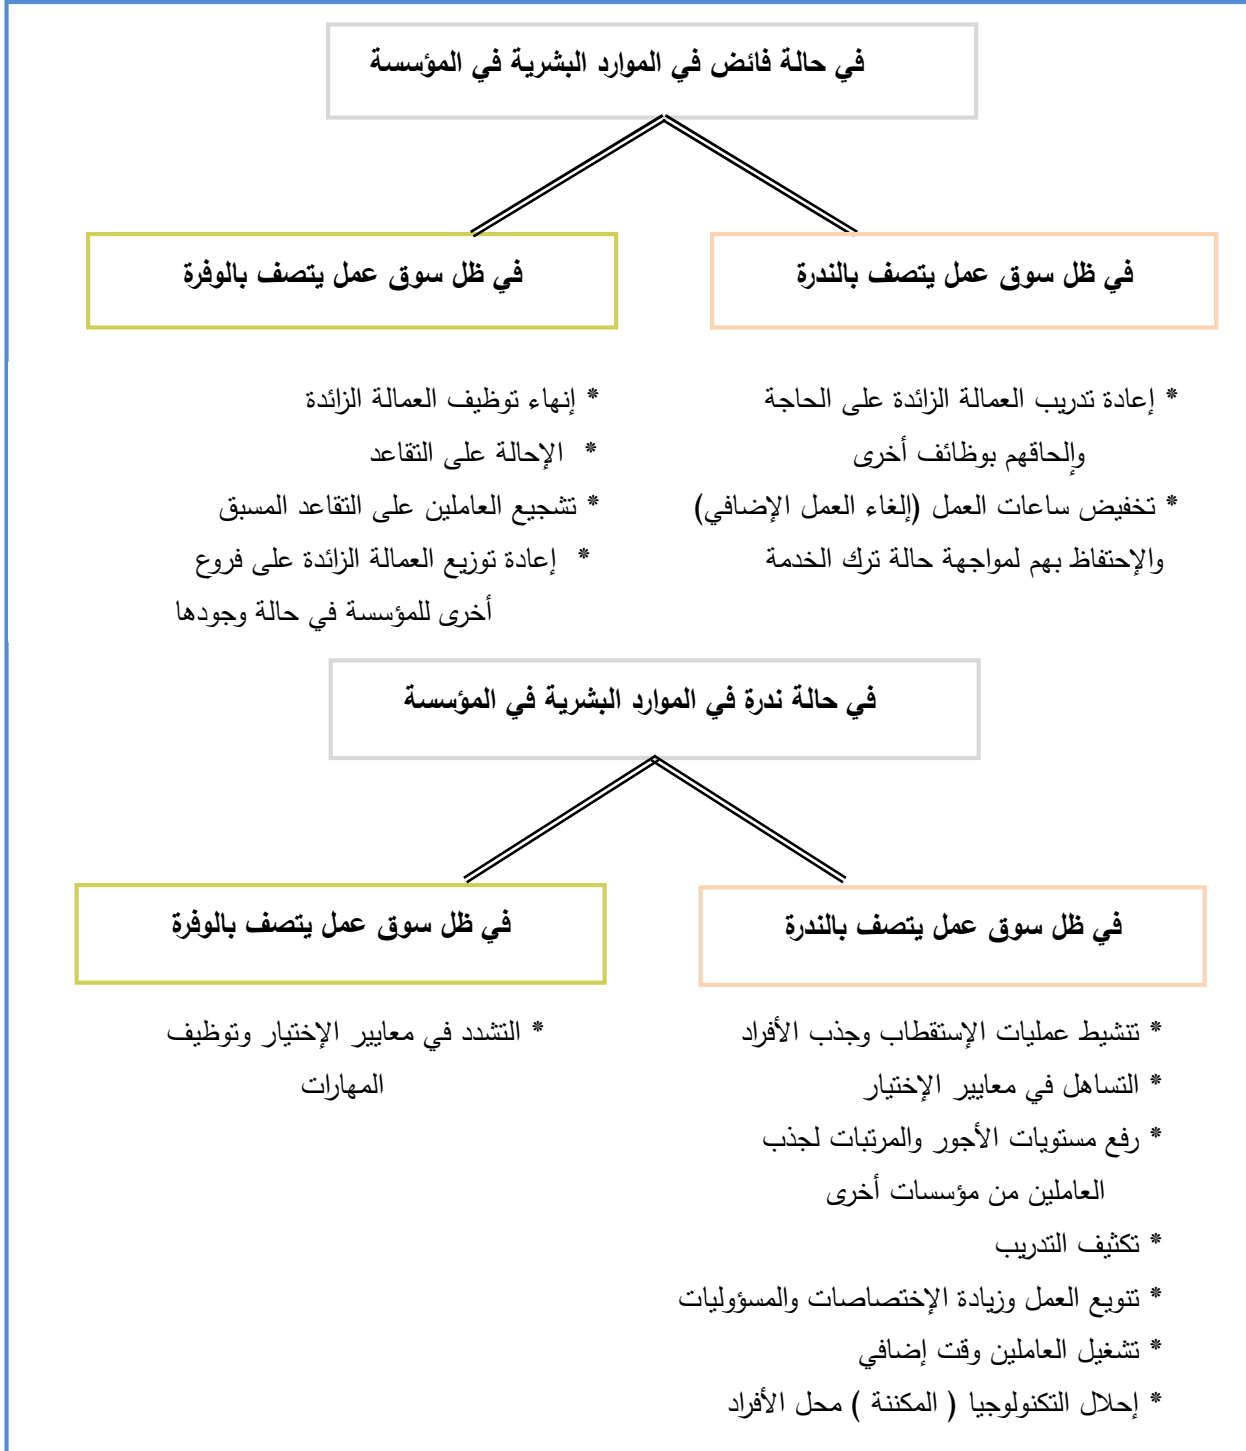 في حالة فائض في الموارد البشرية في المؤسسة
في ظل سوق عمل يتصف بالندرة
في ظل سوق عمل يتصف بالوفرة
* إعادة تدريب العمالة الزائدة على الحاجة
وإلحاقهم بوظائف أخرى
* تخفيض ساعات العمل (إلغاء العمل الإضافي)
والإحتفاظ بهم لمواجهة حالة ترك الخدمة
* إنهاء توظيف العمالة الزائدة
* الإحالة على التقاعد
* تشجيع العاملين على التقاعد المسبق
* إعادة توزيع العمالة الزائدة على فروع
أخرى للمؤسسة في حالة وجودها
في حالة ندرة في الموارد البشرية في المؤسسة
في ظل سوق عمل يتصف بالندرة
في ظل سوق عمل يتصف بالوفرة
* تنشيط عمليات الإستقطاب وجذب الأفراد
* التساهل في معايير الإختيار
* رفع مستويات الأجور والمرتبات لجذب
العاملين من مؤسسات أخرى
* تكثيف التدريب
* تنويع العمل وزيادة الإختصاصات والمسؤوليات
* تشغيل العاملين وقت إضافي
* إحلال التكنولوجيا ( المكننة ) محل الأفراد
* التشدد في معايير الإختيار وتوظيف
المهارات